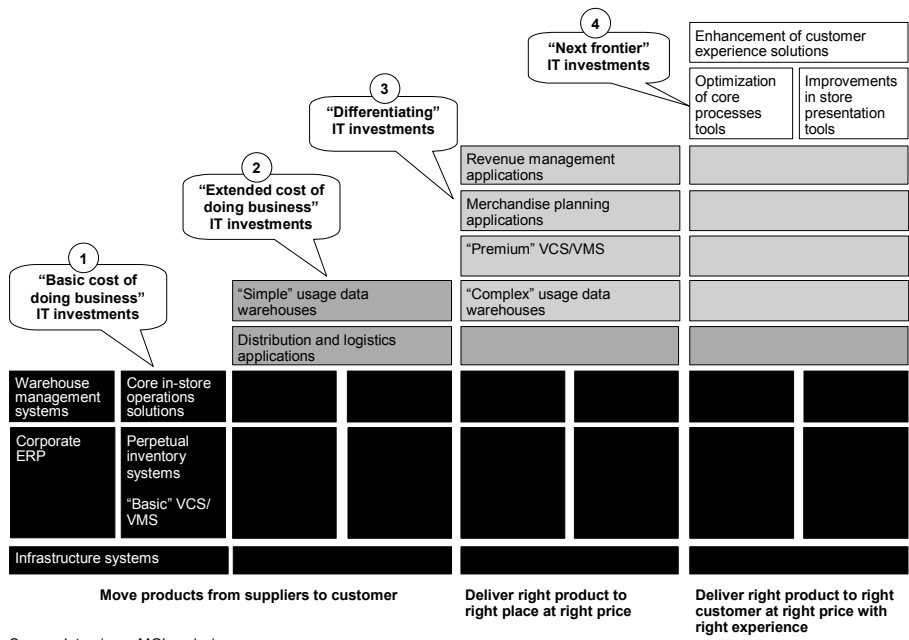 1
“Basic cost of
doing business”
IT investments
2
“Extended cost of
doing business”
IT investments
3
“Differentiating”
IT investments
4
“Next frontier”
IT investments
Enhancement of customer
experience solutions
Optimization
of core
processes
tools
Improvements
in store
presentation
tools
Revenue management
applications
Merchandise planning
applications
“Premium” VCS/VMS
“Simple” usage data
warehouses
“Complex” usage data
warehouses
Distribution and logistics
applications
Warehouse
management
systems
Core in-store
operations
solutions
Corporate
ERP
Perpetual
inventory
systems
“Basic” VCS/
VMS
Infrastructure systems
Move products from suppliers to customer
Deliver right product to
right place at right price
Deliver right product to right
customer at right price with
right experience